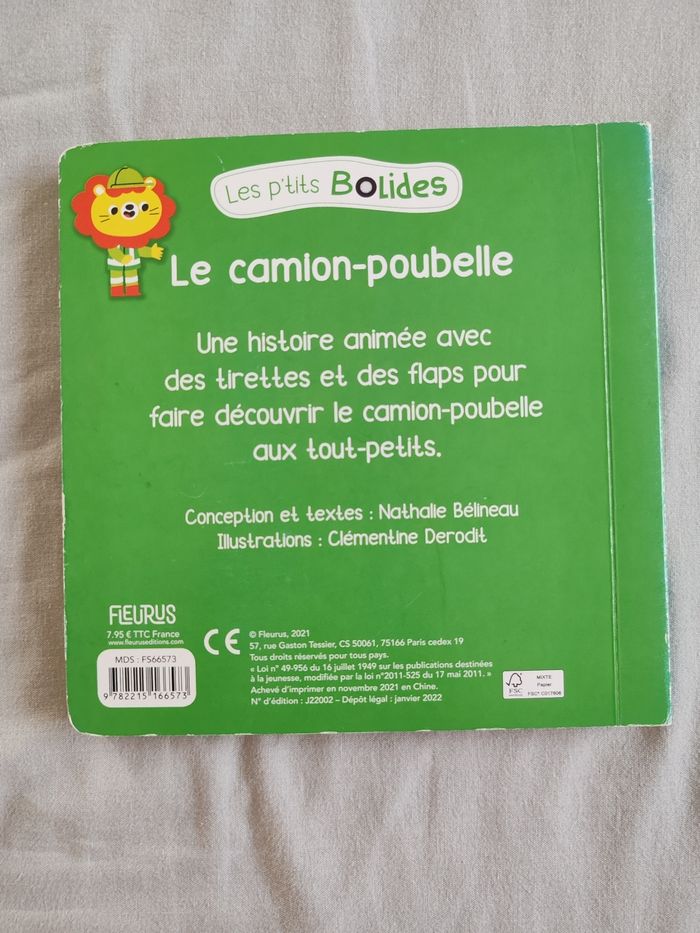 Les p'tits Bolides
Le camion-poubelle
Une histoire animée avec
des tirettes et des flaps pour
faire découvrir le camion-poubelle
aux tout-petits.
Conception et textes : Nathalie Bélineau
Illustrations : Clémentine Derodit
FLEURUS
7.95 € TTC France
www.fleuruseditions.com
MDS : FS66573
9 782215 166573
CE
© Fleurus, 2021
57, rue Gaston Tessier, CS 50061, 75166 Paris cedex 19
Tous droits réservés pour tous pays.
« Loi n° 49-956 du 16 juillet 1949 sur les publications destinées
à la jeunesse, modifiée par la loi n°2011-525 du 17 mai 2011. »
Achevé d'imprimer en novembre 2021 en Chine.
N° d'édition : J22002 - Dépôt légal : janvier 2022
FSC
MIXTE
Papier
FSC® C017606